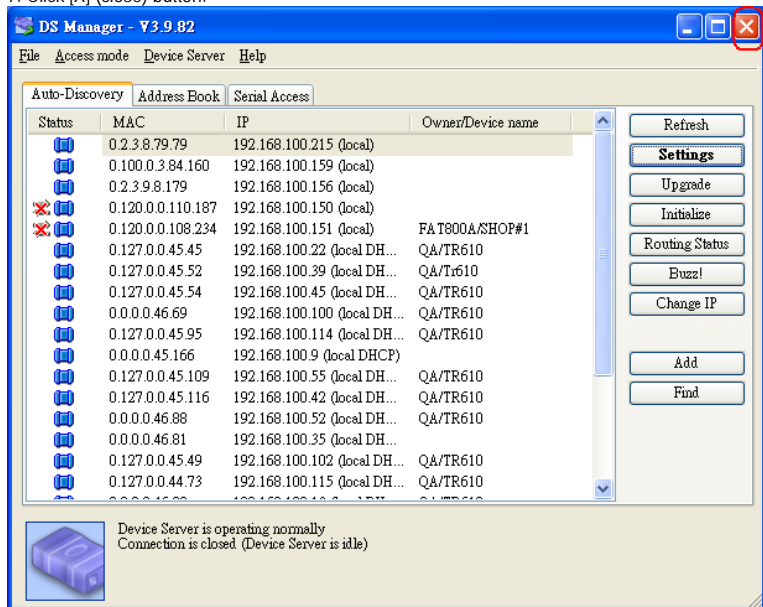 DS Manager - V3.9.82
File Access mode Device Server Help
Auto-Discovery Address Book Serial Access
Status MAC IP Owner/Device name
0.2.3.8.79.79 192.168.100.215 (local)
0.100.0.3.84.160 192.168.100.159 (local)
0.2.3.9.8.179 192.168.100.156 (local)
0.120.0.0.110.187 192.168.100.150 (local)
0.120.0.0.108.234 192.168.100.151 (local) FAT800A/SHOP#1
0.127.0.0.45.45 192.168.100.22 (local DH... QA/TR610
0.127.0.0.45.52 192.168.100.39 (local DH... QA/Tr610
0.127.0.0.45.54 192.168.100.45 (local DH... QA/TR610
0.0.0.0.46.69 192.168.100.100 (local DH... QA/TR610
0.127.0.0.45.95 192.168.100.114 (local DH... QA/TR610
0.0.0.0.45.166 192.168.100.9 (local DHCP)
0.127.0.0.45.109 192.168.100.55 (local DH... QA/TR610
0.127.0.0.45.116 192.168.100.42 (local DH... QA/TR610
0.0.0.0.46.88 192.168.100.52 (local DH... QA/TR610
0.0.0.0.46.81 192.168.100.35 (local DH...
0.127.0.0.45.49 192.168.100.102 (local DH... QA/TR610
0.127.0.0.44.73 192.168.100.115 (local DH... QA/TR610
Refresh
Settings
Upgrade
Initialize
Routing Status
Buzz!
Change IP
Add
Find
Device Server is operating normally
Connection is closed (Device Server is idle)